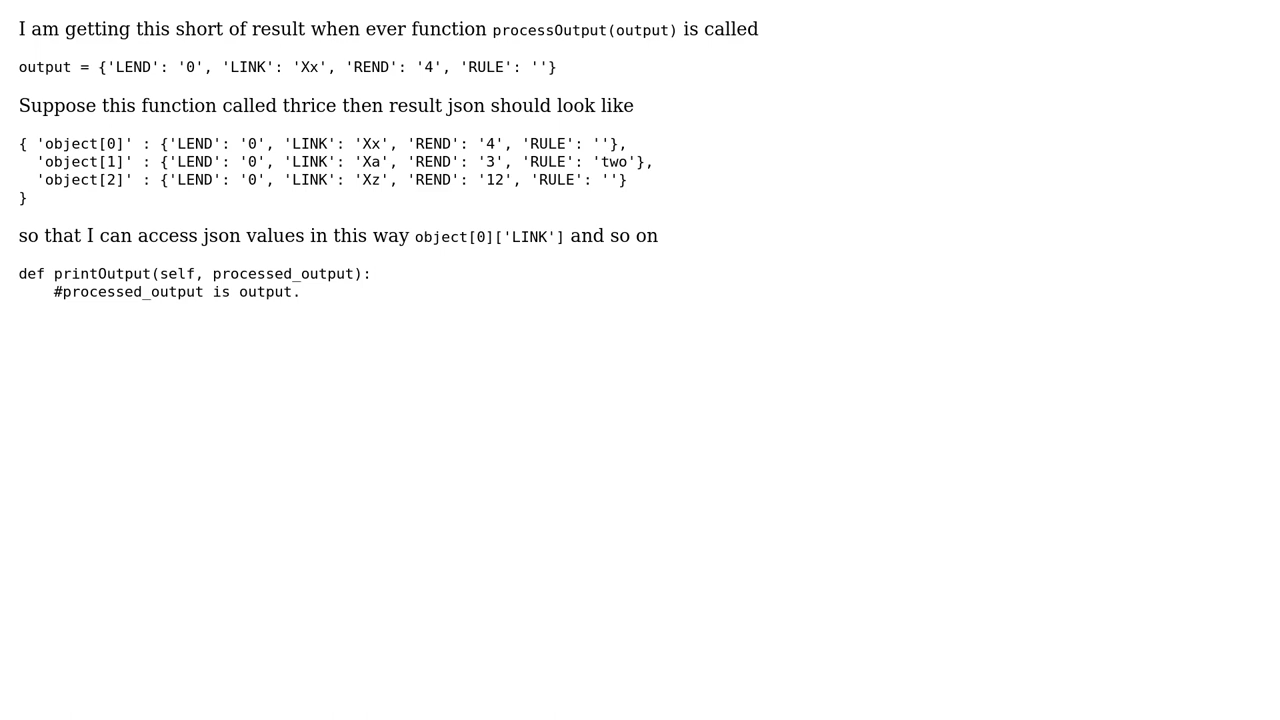 I am getting this short of result when ever function processOutput(output) is called
output = {'LEND': '0', 'LINK': 'Xx', 'REND': '4', 'RULE': ''}
Suppose this function called thrice then result json should look like
{ 'object[0]' : {'LEND': '0', 'LINK': 'Xx', 'REND': '4', 'RULE': ''},
  'object[1]' : {'LEND': '0', 'LINK': 'Xa', 'REND': '3', 'RULE': 'two'},
  'object[2]' : {'LEND': '0', 'LINK': 'Xz', 'REND': '12', 'RULE': ''}
}
so that I can access json values in this way object[0]['LINK'] and so on
def printOutput(self, processed_output):
    #processed_output is output.